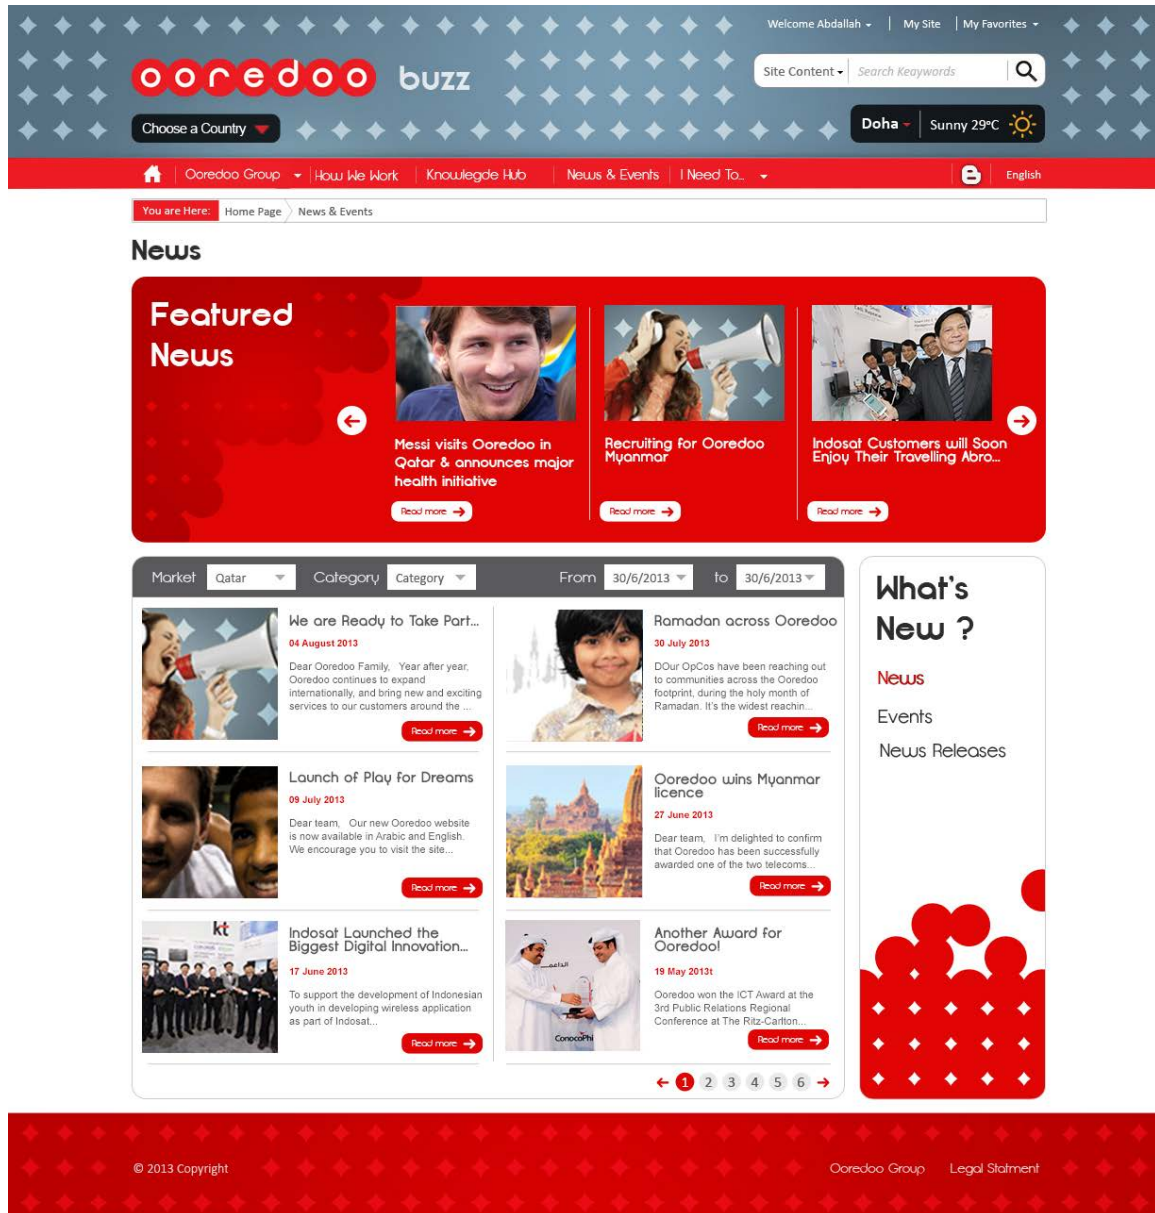 Welcome Abdallah
My Site
My Favorites
ooredoo buzz
Site Content
Search Keaywords
Choose a Country
Doha
Sunny 29ºC
Ooredoo Group
How We Work
Knowlegde Hub
News & Events
I Need To..
English
You are Here:
Home Page
News & Events
News
Featured
News
Messi visits Ooredoo in
Qatar & announces major
health initiative
Read more
Recruiting for Ooredoo
Myanmar
Read more
Indosat Customers will Soon
Enjoy Their Travelling Abro...
Read more
Market
Qatar
Category
Category
From
30/6/2013
to
30/6/2013
We are Ready to Take Part...
04 August 2013
Dear Ooredoo Family, Year after year,
Ooredoo continues to expand
internationally, and bring new and exciting
services to our customers around the ...
Read more
Ramadan across Ooredoo
30 July 2013
DOur OpCos have been reaching out
to communities across the Ooredoo
footprint, during the holy month of
Ramadan. It's the widest reachin...
Read more
Launch of Play for Dreams
09 July 2013
Dear team, Our new Ooredoo website
is now available in Arabic and English.
We encourage you to visit the site...
Read more
Ooredoo wins Myanmar
licence
27 June 2013
Dear team, I'm delighted to confirm
that Ooredoo has been successfully
awarded one of the two telecoms...
Read more
kt
Indosat Launched the
Biggest Digital Innovation...
17 June 2013
To support the development of Indonesian
youth in developing wireless application
as part of Indosat...
Read more
ConocoPhi
Another Award for
Ooredoo!
19 May 2013t
Ooredoo won the ICT Award at the
3rd Public Relations Regional
Conference at The Ritz-Carlton...
Read more
1 2 3 4 5 6
What's
New ?
News
Events
News Releases
© 2013 Copyright
Ooredoo Group
Legal Statment